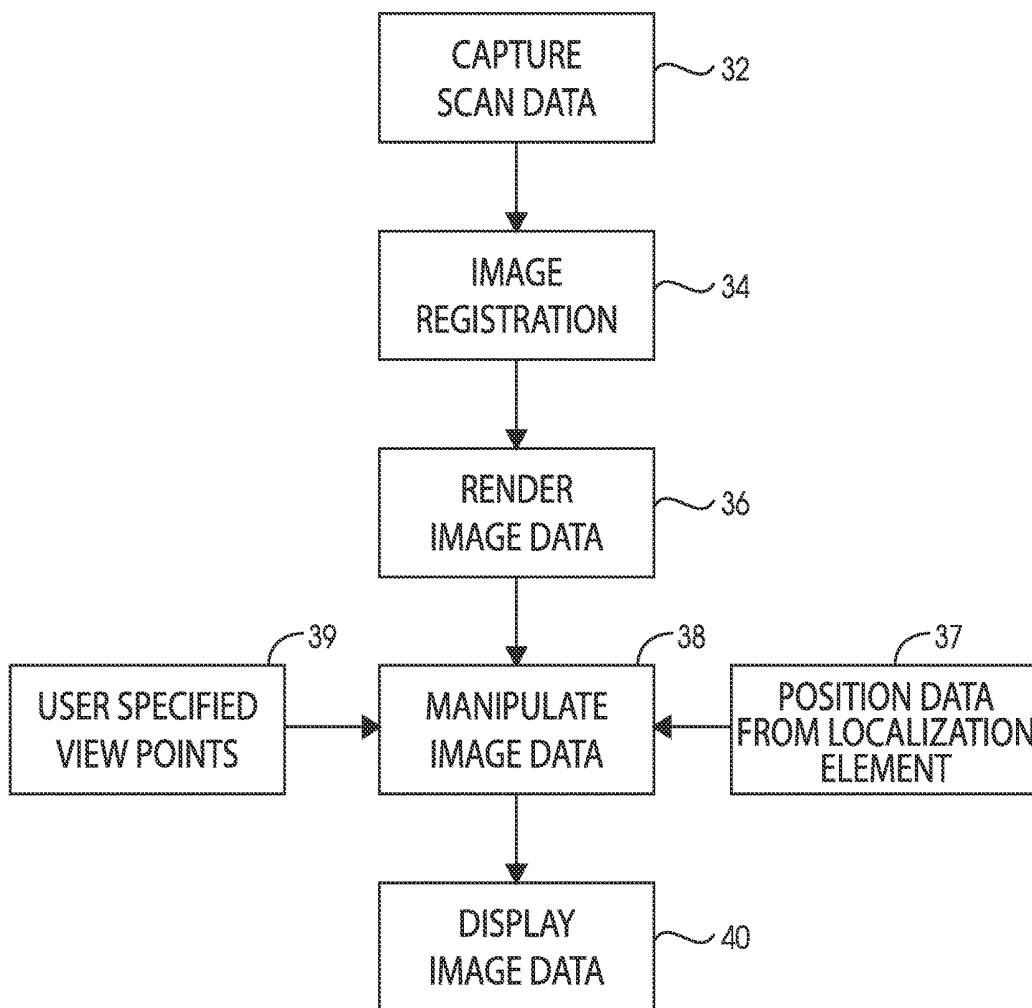 CAPTURE
SCAN DATA
32
IMAGE
REGISTRATION
34
RENDER
IMAGE DATA
36
39
38
37
USER SPECIFIED
VIEW POINTS
MANIPULATE
IMAGE DATA
POSITION DATA
FROM LOCALIZATION
ELEMENT
DISPLAY
IMAGE DATA
40